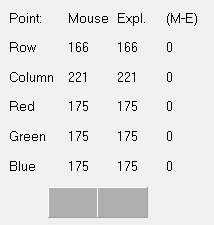 Point: Mouse Expl. (M-E)
Row 166 166 0
Column 221 221 0
Red 175 175 0
Green 175 175 0
Blue 175 175 0